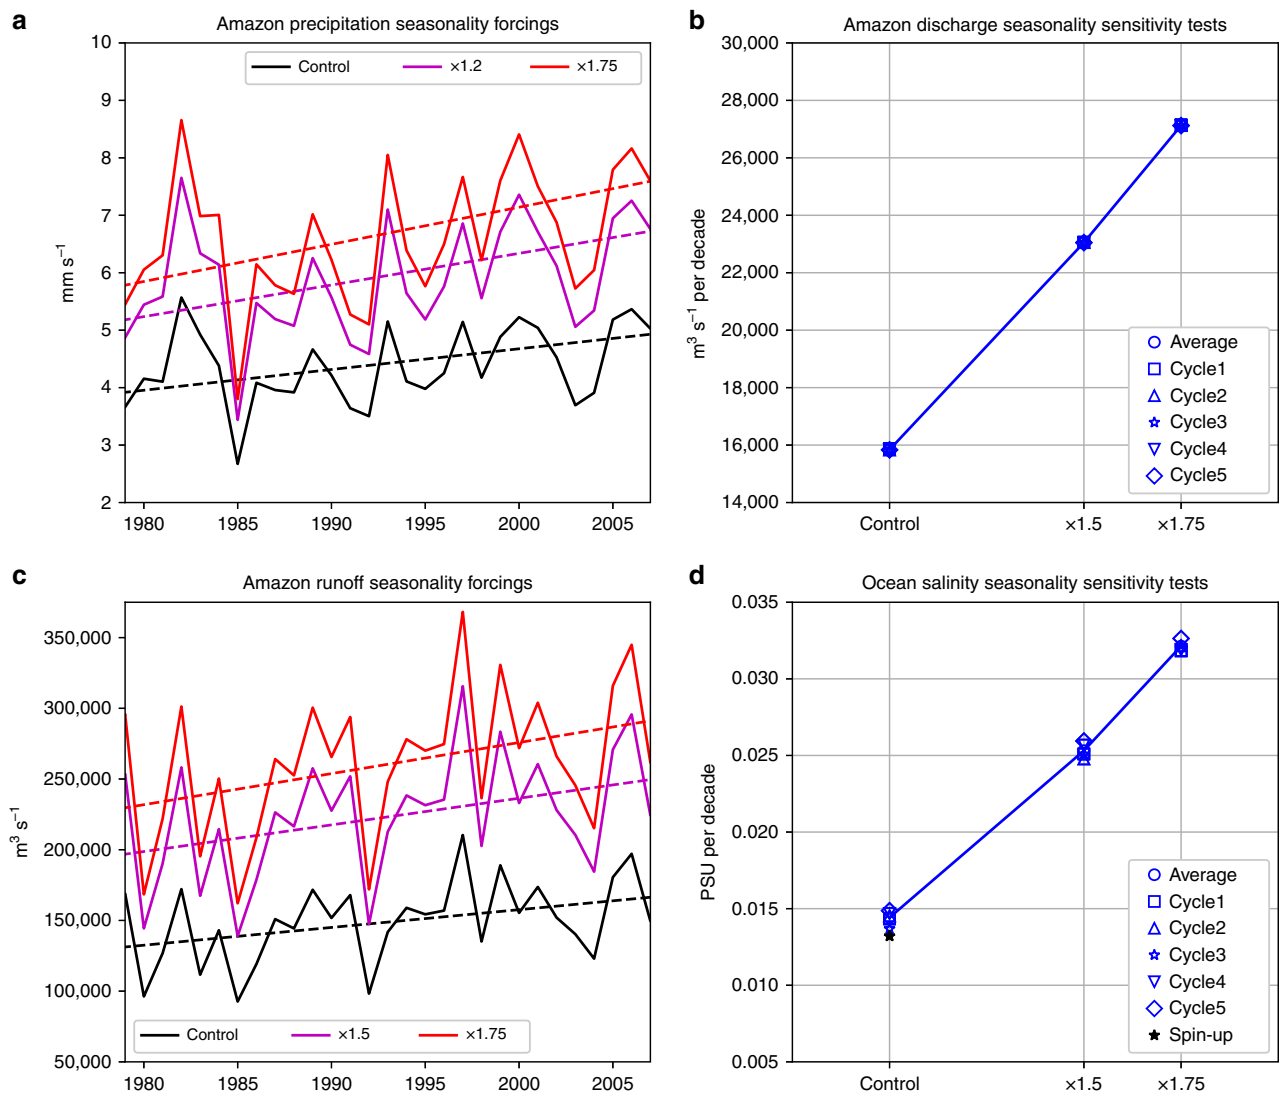 a
Amazon precipitation seasonality forcings
10
9
8
7
6
5
4
3
2
mm s⁻¹
Control
×1.2
×1.75
1980
1985
1990
1995
2000
2005
b
Amazon discharge seasonality sensitivity tests
30,000
28,000
26,000
24,000
22,000
20,000
18,000
16,000
14,000
m³ s⁻¹ per decade
Average
Cycle1
Cycle2
Cycle3
Cycle4
Cycle5
Control
×1.5
×1.75
c
Amazon runoff seasonality forcings
350,000
300,000
250,000
200,000
150,000
100,000
50,000
m³ s⁻¹
Control
×1.5
×1.75
1980
1985
1990
1995
2000
2005
d
Ocean salinity seasonality sensitivity tests
0.035
0.030
0.025
0.020
0.015
0.010
0.005
PSU per decade
Average
Cycle1
Cycle2
Cycle3
Cycle4
Cycle5
Spin-up
Control
×1.5
×1.75